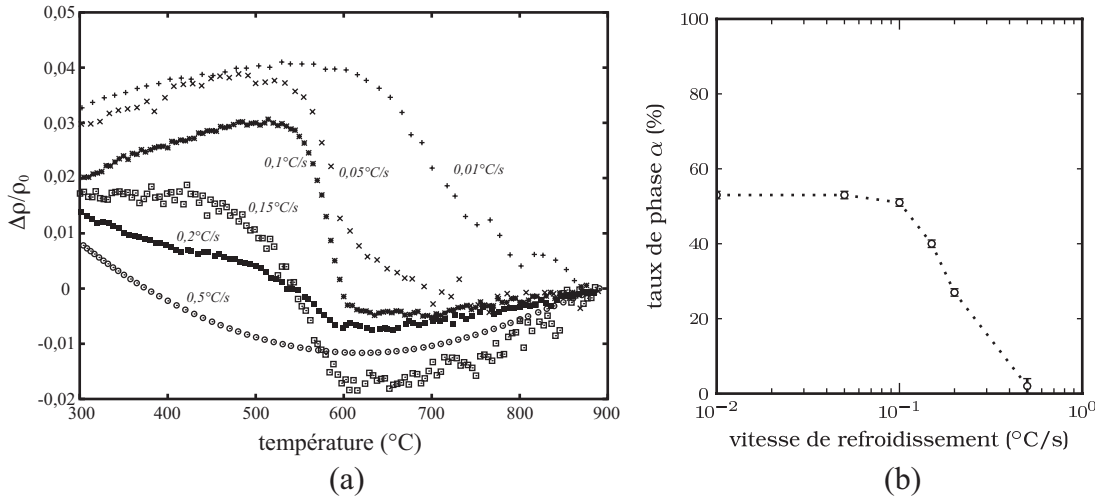 0,05
0,04
0,03
0,02
0,01
0
-0,01
-0,02
Δρ/ρ0
0,1°C/s
0,05°C/s
0,01°C/s
0,15°C/s
0,2°C/s
0,5°C/s
300 400 500 600 700 800 900
température (°C)
(a)
100
80
60
40
20
0
taux de phase α (%)
10⁻² 10⁻¹ 10⁰
vitesse de refroidissement (°C/s)
(b)